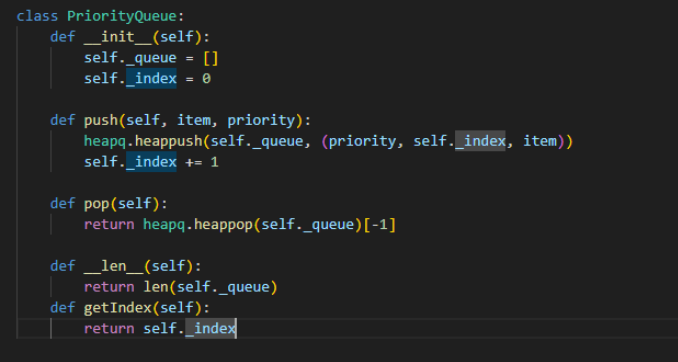 class PriorityQueue:
    def __init__(self):
        self._queue = []
        self._index = 0
    def push(self, item, priority):
        heapq.heappush(self._queue, (priority, self._index, item))
        self._index += 1
    def pop(self):
        return heapq.heappop(self._queue)[-1]
    def __len__(self):
        return len(self._queue)
    def getIndex(self):
        return self._index